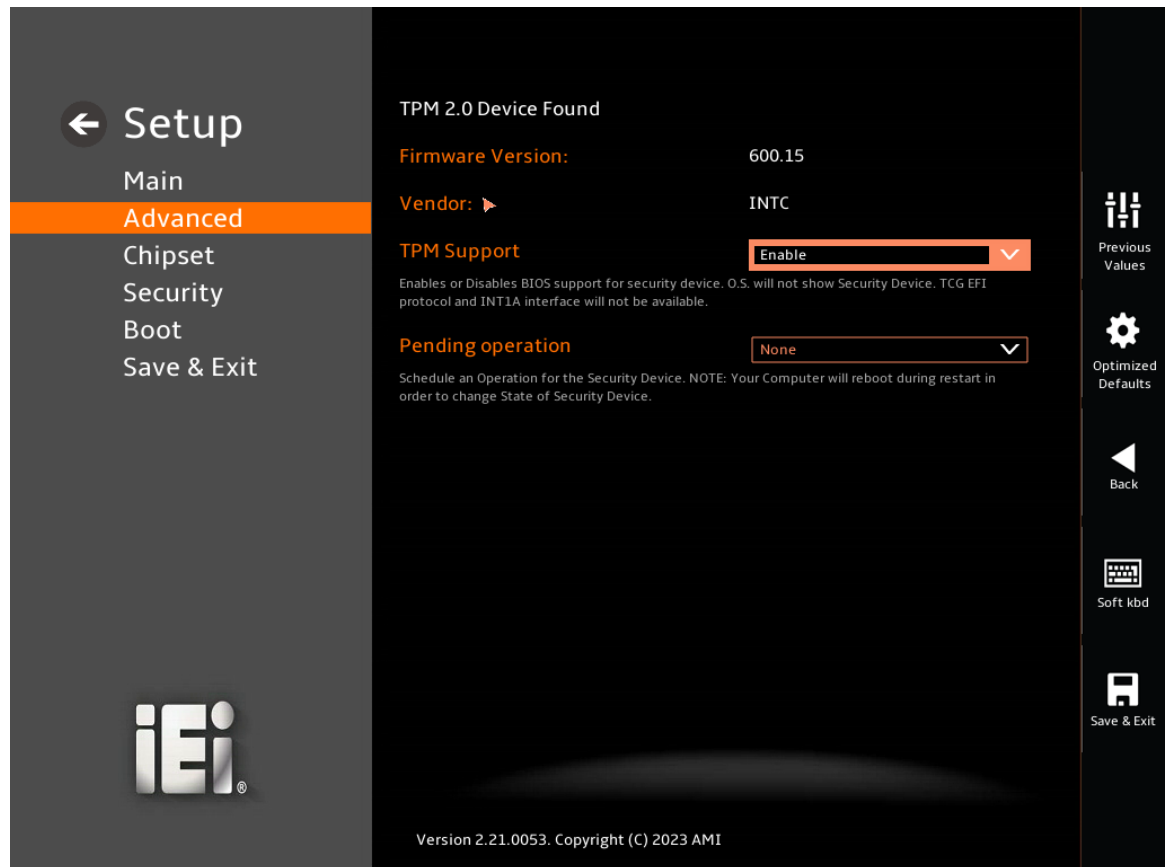 Setup
Main
Advanced
Chipset
Security
Boot
Save & Exit
iEi®
TPM 2.0 Device Found
Firmware Version: 600.15
Vendor: INTC
TPM Support Enable
Enables or Disables BIOS support for security device. O.S. will not show Security Device. TCG EFI
protocol and INT1A interface will not be available.
Pending operation None
Schedule an Operation for the Security Device. NOTE: Your Computer will reboot during restart in
order to change State of Security Device.
Version 2.21.0053. Copyright (C) 2023 AMI
Previous
Values
Optimized
Defaults
Back
Soft kbd
Save & Exit